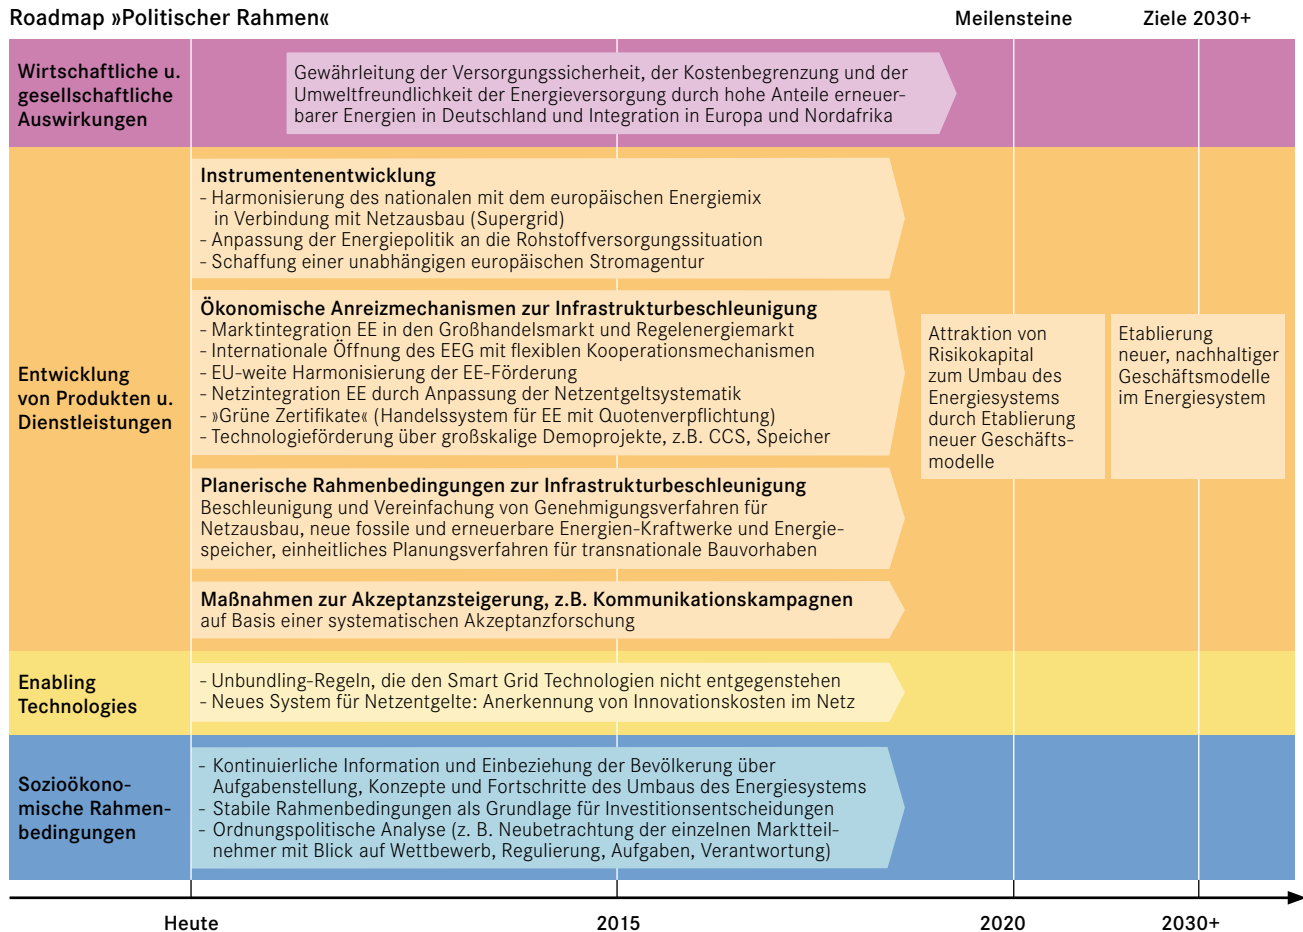 Roadmap »Politischer Rahmen«
Meilensteine
Ziele 2030+
Wirtschaftliche u.
gesellschaftliche
Auswirkungen
Gewährleitung der Versorgungssicherheit, der Kostenbegrenzung und der
Umweltfreundlichkeit der Energieversorgung durch hohe Anteile erneuer-
barer Energien in Deutschland und Integration in Europa und Nordafrika
Entwicklung
von Produkten u.
Dienstleistungen
Instrumentenentwicklung
- Harmonisierung des nationalen mit dem europäischen Energiemix
in Verbindung mit Netzausbau (Supergrid)
- Anpassung der Energiepolitik an die Rohstoffversorgungssituation
- Schaffung einer unabhängigen europäischen Stromagentur
Ökonomische Anreizmechanismen zur Infrastrukturbeschleunigung
- Marktintegration EE in den Großhandelsmarkt und Regelenergiemarkt
- Internationale Öffnung des EEG mit flexiblen Kooperationsmechanismen
- EU-weite Harmonisierung der EE-Förderung
- Netzintegration EE durch Anpassung der Netzentgeltsystematik
- »Grüne Zertifikate« (Handelssystem für EE mit Quotenverpflichtung)
- Technologieförderung über großskalige Demoprojekte, z.B. CCS, Speicher
Planerische Rahmenbedingungen zur Infrastrukturbeschleunigung
Beschleunigung und Vereinfachung von Genehmigungsverfahren für
Netzausbau, neue fossile und erneuerbare Energien-Kraftwerke und Energie-
speicher, einheitliches Planungsverfahren für transnationale Bauvorhaben
Maßnahmen zur Akzeptanzsteigerung, z.B. Kommunikationskampagnen
auf Basis einer systematischen Akzeptanzforschung
Attraktion von
Risikokapital
zum Umbau des
Energiesystems
durch Etablierung
neuer Geschäfts-
modelle
Etablierung
neuer, nachhaltiger
Geschäftsmodelle
im Energiesystem
Enabling
Technologies
- Unbundling-Regeln, die den Smart Grid Technologien nicht entgegenstehen
- Neues System für Netzentgelte: Anerkennung von Innovationskosten im Netz
Sozioökono-
mische Rahmen-
bedingungen
- Kontinuierliche Information und Einbeziehung der Bevölkerung über
Aufgabenstellung, Konzepte und Fortschritte des Umbaus des Energiesystems
- Stabile Rahmenbedingungen als Grundlage für Investitionsentscheidungen
- Ordnungspolitische Analyse (z. B. Neubetrachtung der einzelnen Marktteil-
nehmer mit Blick auf Wettbewerb, Regulierung, Aufgaben, Verantwortung)
Heute
2015
2020
2030+